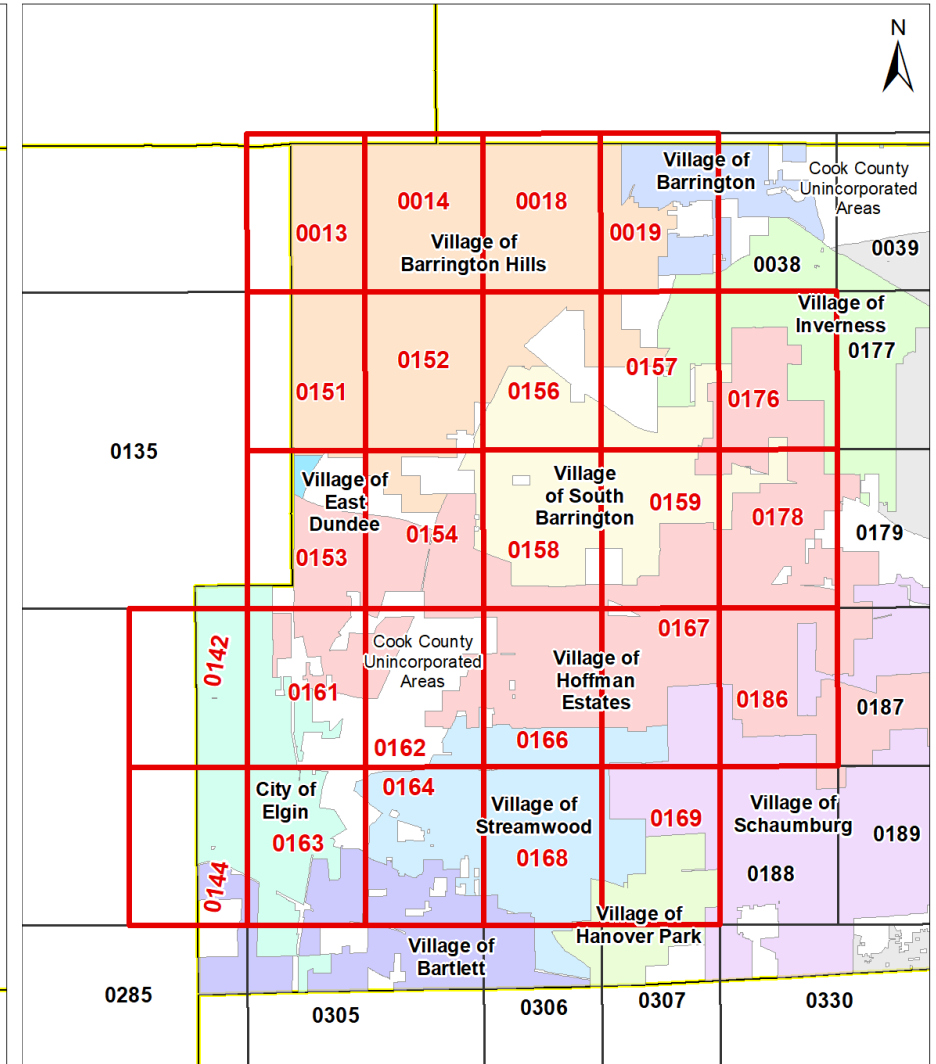 N
Village of
Barrington
Cook County
Unincorporated
Areas
0013
0014
0018
0019
0038
0039
Village of
Barrington Hills
Village of
Inverness
0177
0151
0152
0156
0157
0176
0135
Village of
East
Dundee
Village
of South
Barrington
0153
0154
0158
0159
0178
0179
0142
0161
Cook County
Unincorporated
Areas
0162
Village of
Hoffman
Estates
0166
0167
0186
0187
City of
Elgin
0144
0163
0164
Village of
Streamwood
0168
0169
Village of
Schaumburg
0188
0189
Village of
Hanover Park
Village of
Bartlett
0285
0305
0306
0307
0330